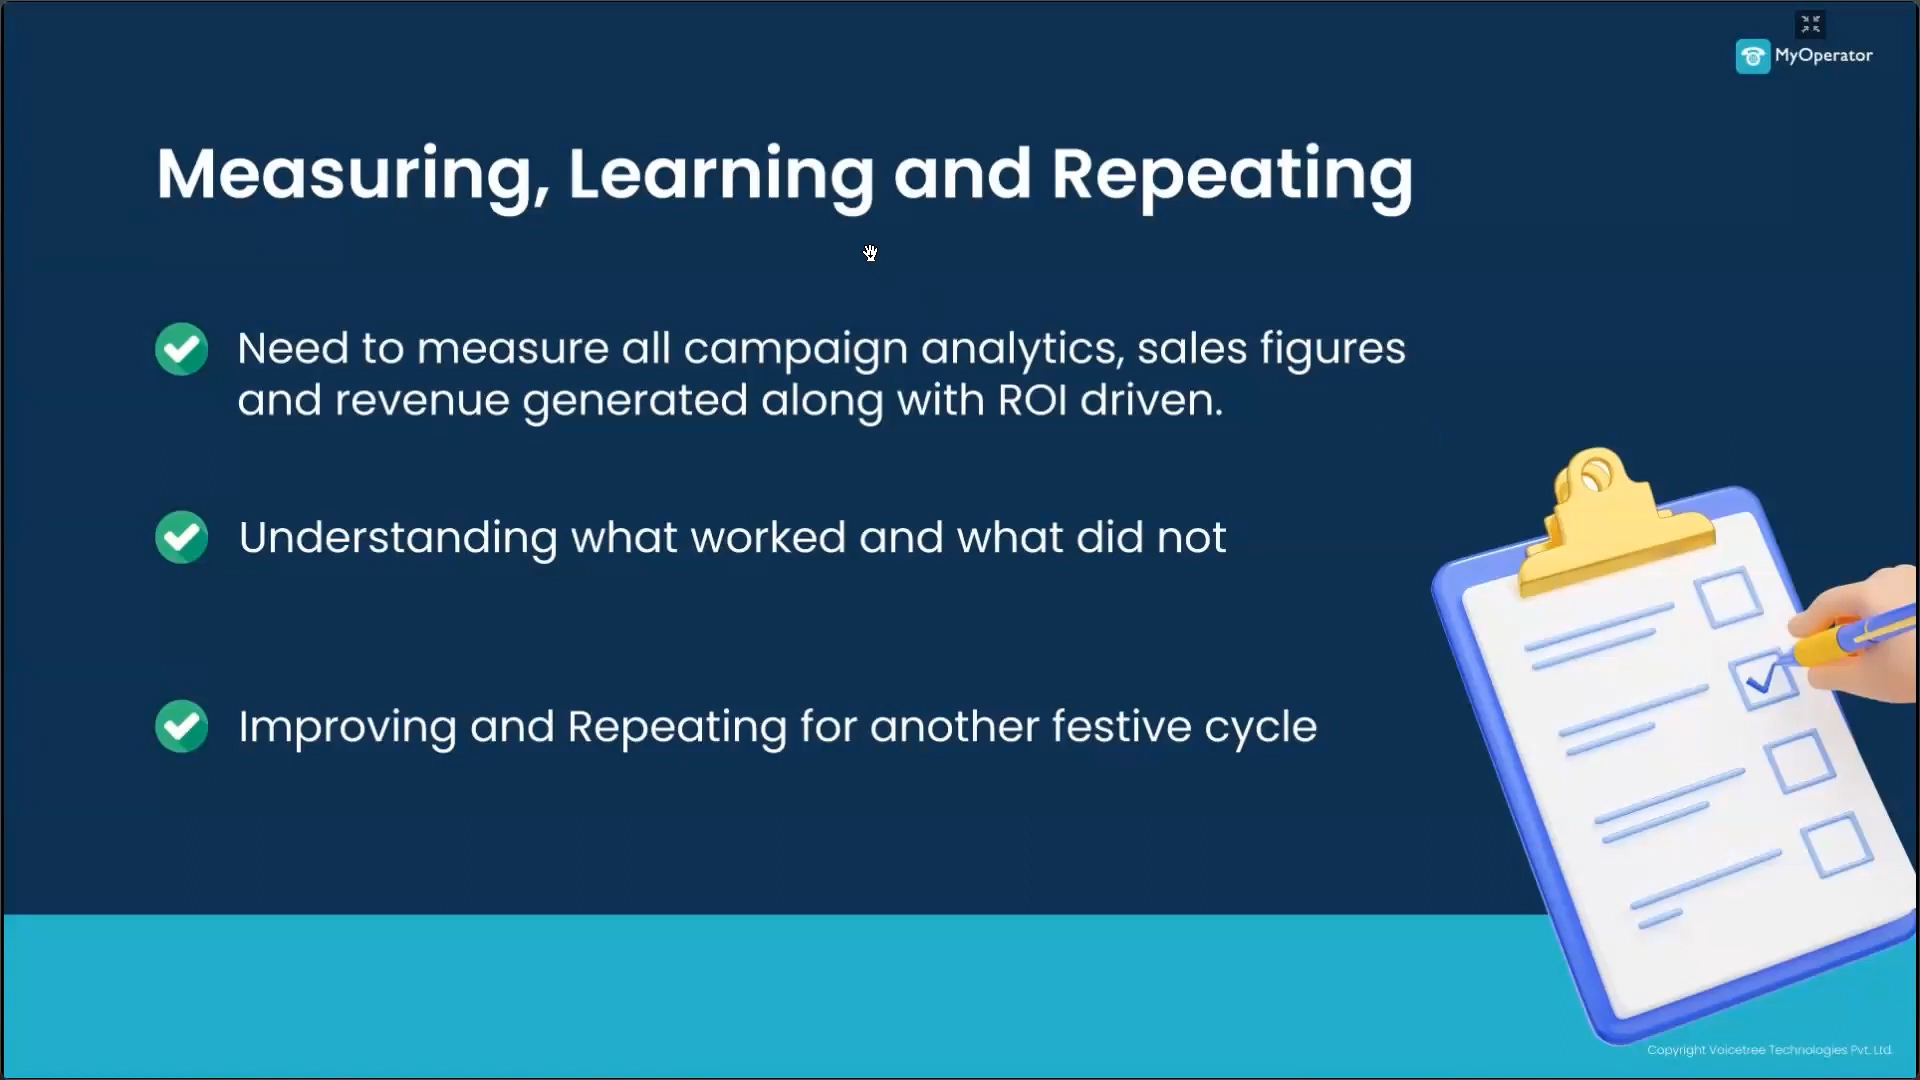 MyOperator
Measuring, Learning and Repeating
Need to measure all campaign analytics, sales figures
and revenue generated along with ROI driven.
Understanding what worked and what did not
Improving and Repeating for another festive cycle
Copyright Voicetree Technologies Pvt. Ltd.